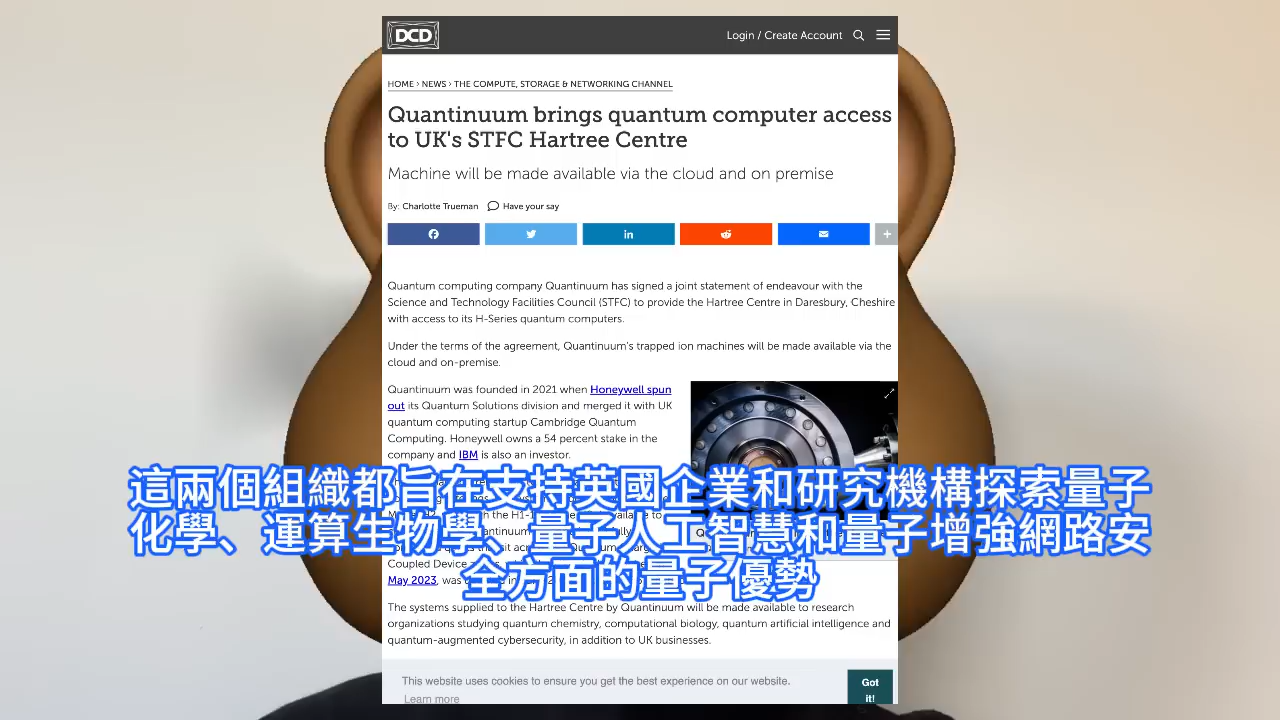 DCD
Login / Create Account
HOME › NEWS › THE COMPUTE, STORAGE & NETWORKING CHANNEL
Quantinuum brings quantum computer access
to UK's STFC Hartree Centre
Machine will be made available via the cloud and on premise
By: Charlotte Trueman Have your say
Quantum computing company Quantinuum has signed a joint statement of endeavour with the
Science and Technology Facilities Council (STFC) to provide the Hartree Centre in Daresbury, Cheshire
with access to its H-Series quantum computers.
Under the terms of the agreement, Quantinuum's trapped ion machines will be made available via the
cloud and on-premise.
Quantinuum was founded in 2021 when Honeywell spun
out its Quantum Solutions division and merged it with UK
quantum computing startup Cambridge Quantum
Computing. Honeywell owns a 54 percent stake in the
company and IBM is also an investor.
這兩個組織都旨在支持英國企業和研究機構探索量子
化學、運算生物學、量子人工智慧和量子增強網路安
全方面的量子優勢
Coupled Device
May 2023, was
The systems supplied to the Hartree Centre by Quantinuum will be made available to research
organizations studying quantum chemistry, computational biology, quantum artificial intelligence and
quantum-augmented cybersecurity, in addition to UK businesses.
This website uses cookies to ensure you get the best experience on our website.
Learn more
Got
it!